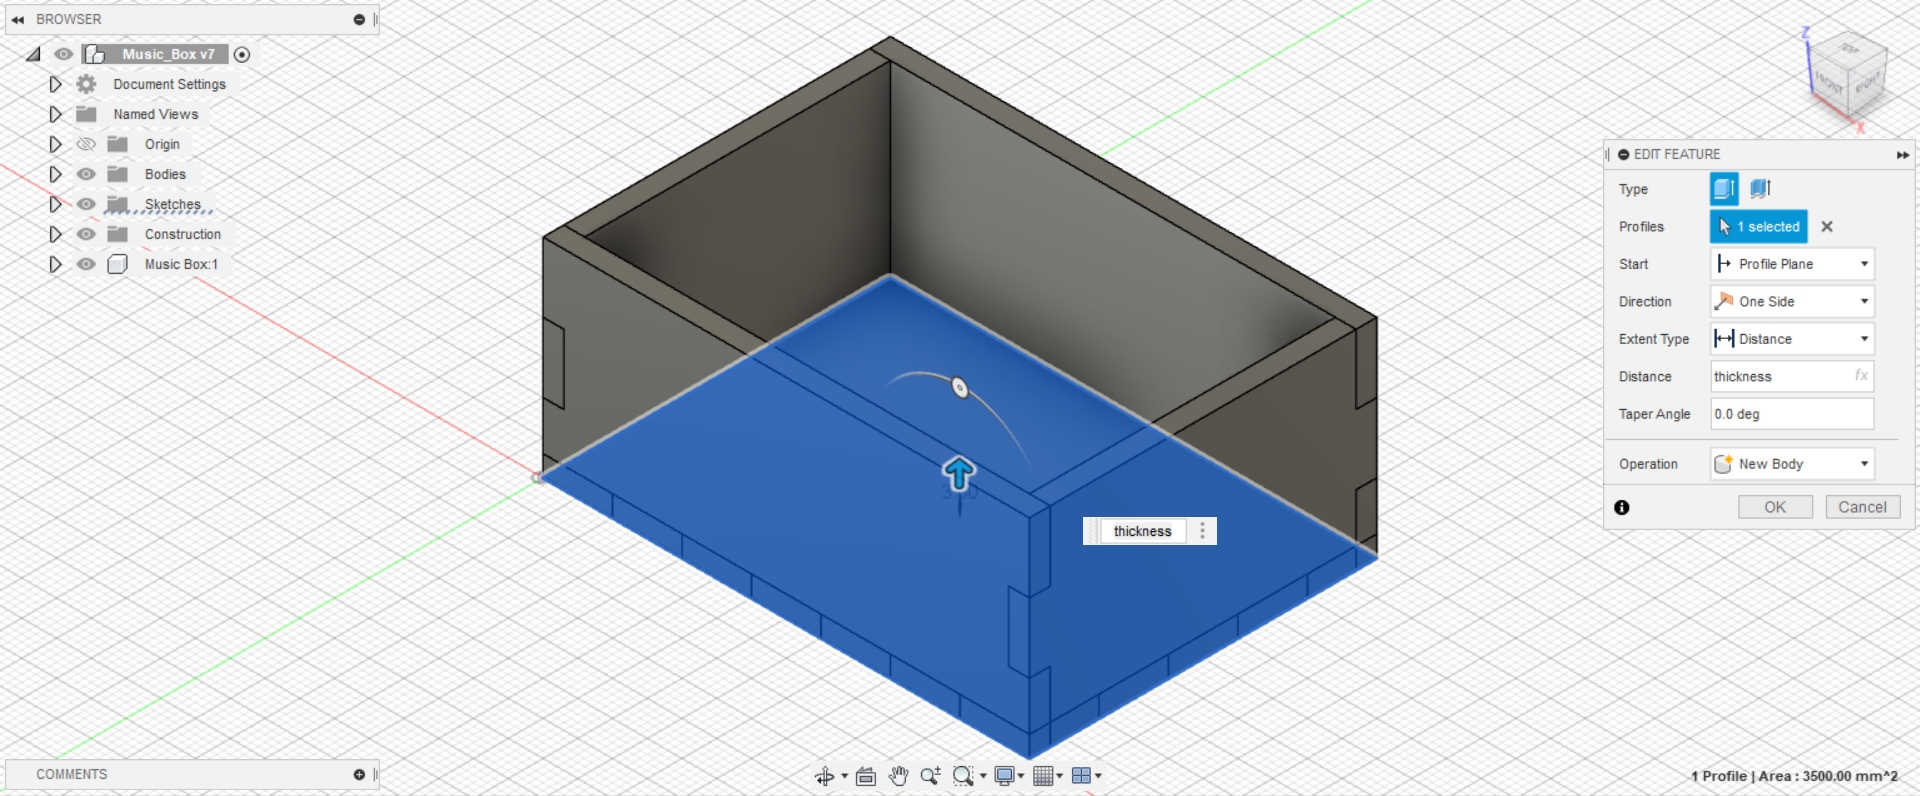 BROWSER
Music_Box v7
Document Settings
Named Views
Origin
Bodies
Sketches
Construction
Music Box:1
Z
TOP
FRONT
RIGHT
X
EDIT FEATURE
Type
Profiles 1 selected
Start Profile Plane
Direction One Side
Extent Type Distance
Distance thickness fx
Taper Angle 0.0 deg
Operation New Body
OK Cancel
thickness
COMMENTS
1 Profile | Area : 3500.00 mm^2